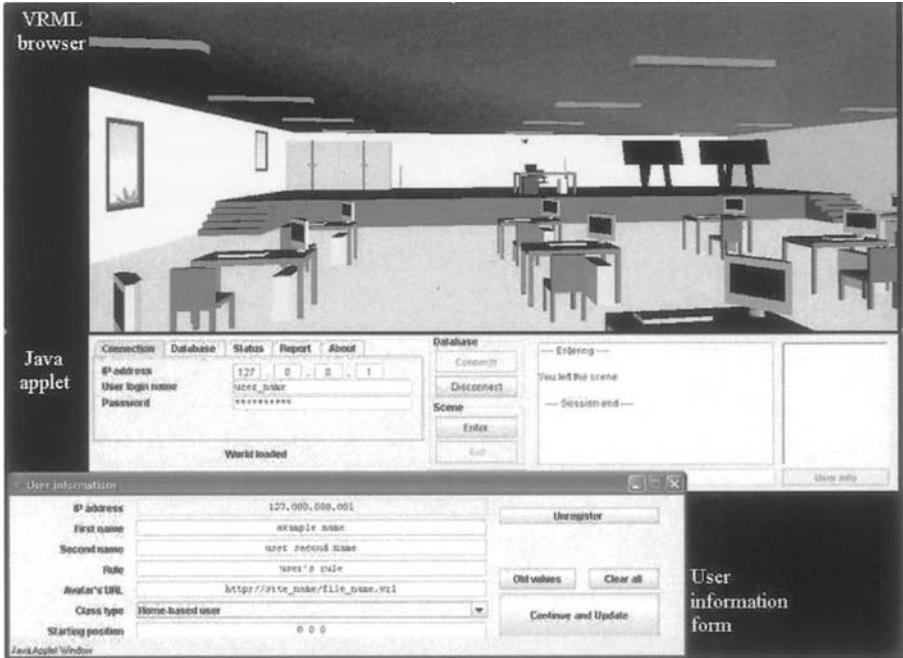 VRML
browser
Java
applet
Connection Database Status Report About
IP address 127 . 0 . 0 . 1
User login name user_name
Password **********
World loaded
Database
Connect
Disconnect
Scene
Enter
Exit
---- Entering ----
You left the scene
---- Session end ----
User info
User information
IP address 127.000.000.001
First name example name
Second name user second name
Rule user's rule
Avatar's URL http://site_name/file_name.wrl
Class type Home-based user
Starting position 0 0 0
Unregister
Old values Clear all
Continue and Update
Java Applet Window
User
information
form